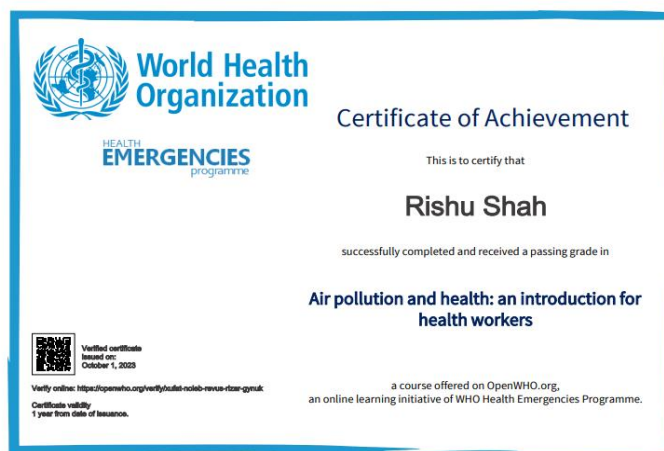 World Health
Organization
HEALTH
EMERGENCIES
programme
Certificate of Achievement
This is to certify that
Rishu Shah
successfully completed and received a passing grade in
Air pollution and health: an introduction for
health workers
Verified certificate
Issued on:
October 1, 2023
Verify online: https://openwho.org/verify/xufat-noleb-revus-rizar-gynuk
Certificate validity
1 year from date of issuance.
a course offered on OpenWHO.org,
an online learning initiative of WHO Health Emergencies Programme.